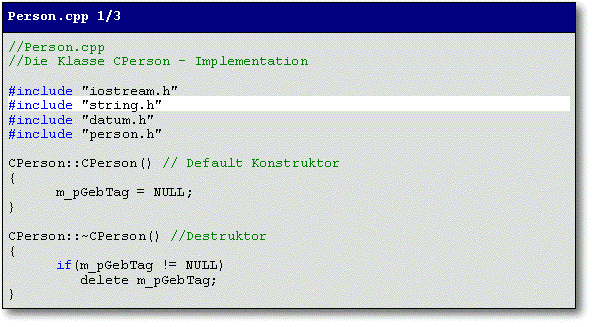 Person.cpp 1/3
//Person.cpp
//Die Klasse CPerson - Implementation
#include "iostream.h"
#include "string.h"
#include "datum.h"
#include "person.h"
CPerson::CPerson() // Default Konstruktor
{
m_pGebTag = NULL;
}
CPerson::~CPerson() //Destruktor
{
if(m_pGebTag != NULL)
delete m_pGebTag;
}